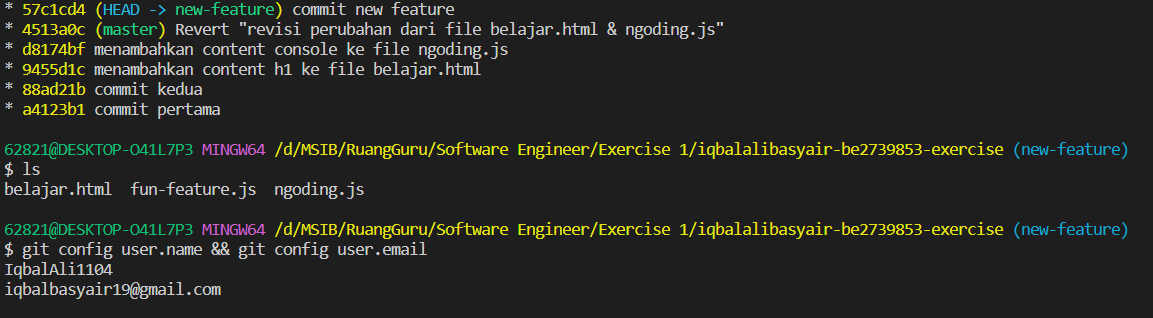 * 57c1cd4 (HEAD -> new-feature) commit new feature
* 4513a0c (master) Revert "revisi perubahan dari file belajar.html & ngoding.js"
* d8174bf menambahkan content console ke file ngoding.js
* 9455d1c menambahkan content h1 ke file belajar.html
* 88ad21b commit kedua
* a4123b1 commit pertama
62821@DESKTOP-O41L7P3 MINGW64 /d/MSIB/RuangGuru/Software Engineer/Exercise 1/iqbalalibasyair-be2739853-exercise (new-feature)
$ ls
belajar.html  fun-feature.js  ngoding.js
62821@DESKTOP-O41L7P3 MINGW64 /d/MSIB/RuangGuru/Software Engineer/Exercise 1/iqbalalibasyair-be2739853-exercise (new-feature)
$ git config user.name && git config user.email
IqbalAli1104
iqbalbasyair19@gmail.com